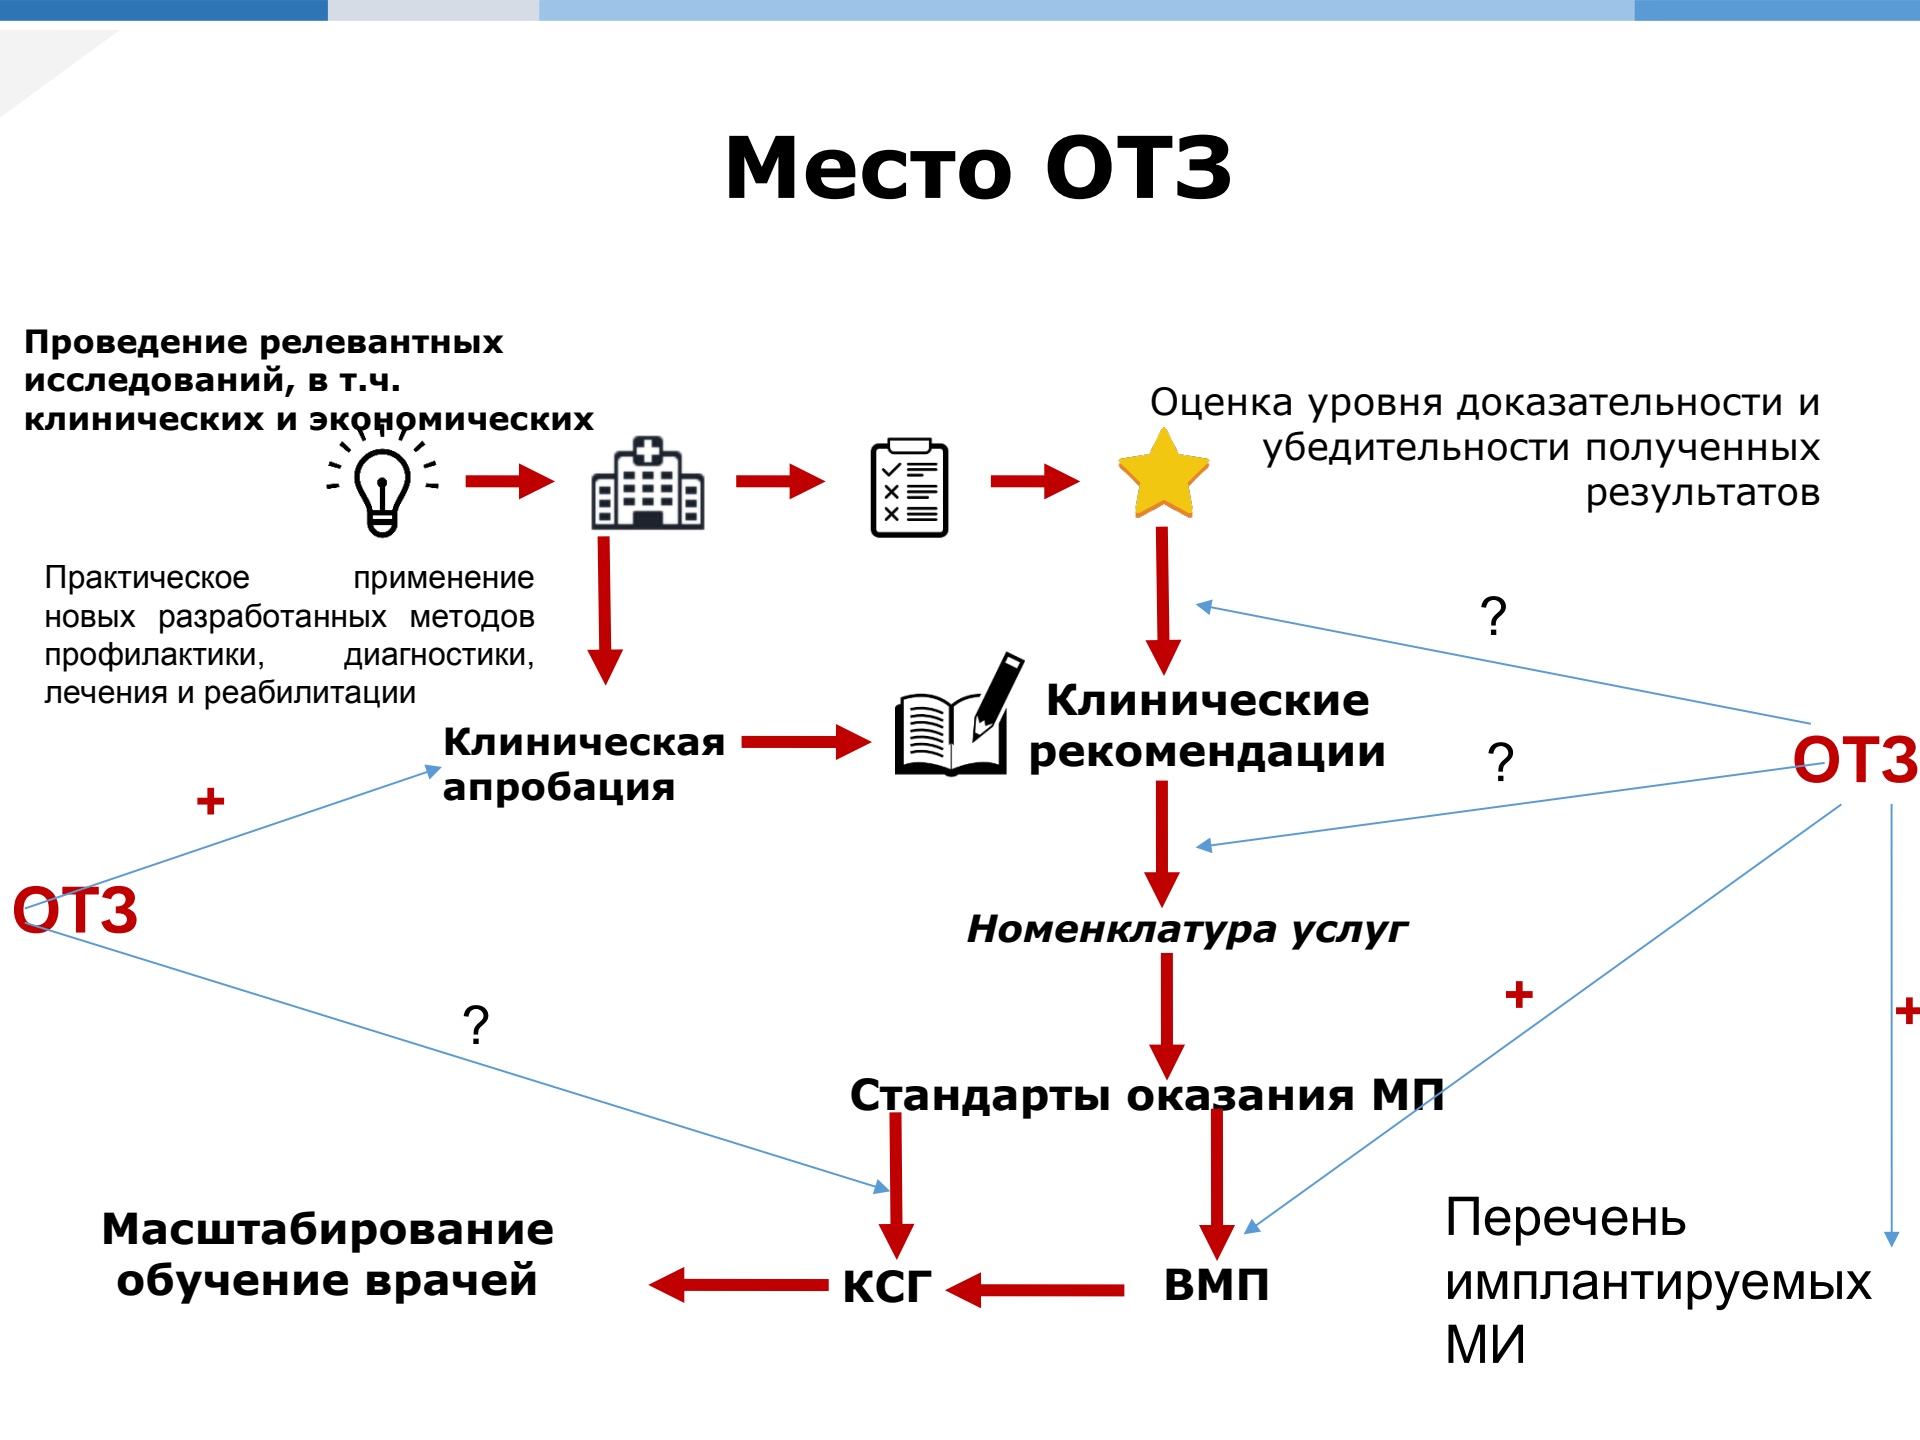 Место ОТЗ
Проведение релевантных
исследований, в т.ч.
клинических и экономических
Оценка уровня доказательности и
убедительности полученных
результатов
Практическое применение
новых разработанных методов
профилактики, диагностики,
лечения и реабилитации
?
Клинические
рекомендации
Клиническая
апробация
?
ОТЗ
+
ОТЗ
Номенклатура услуг
+
+
?
Стандарты оказания МП
Масштабирование
обучение врачей
КСГ
ВМП
Перечень
имплантируемых
МИ